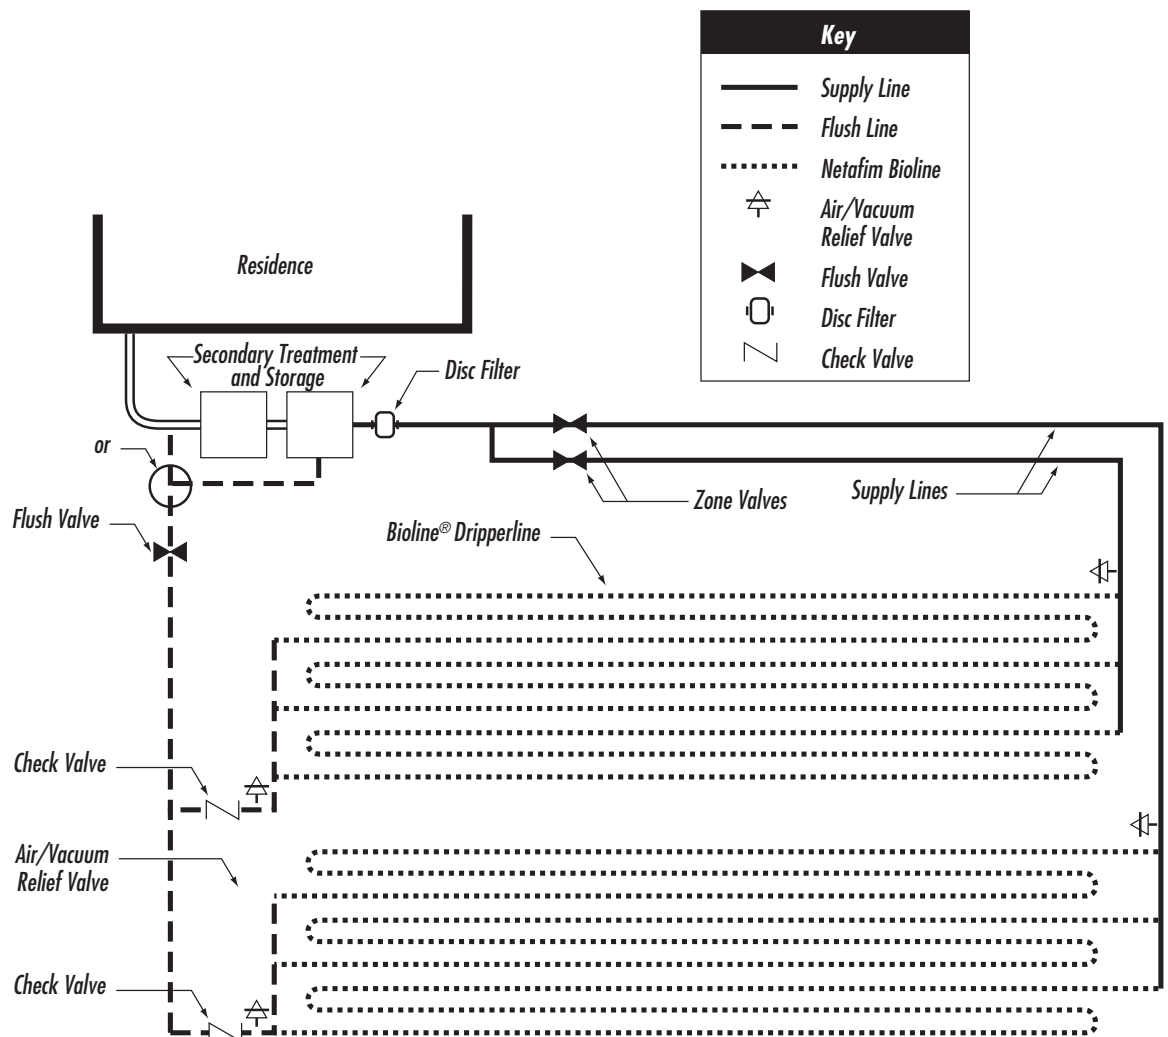 Key
Supply Line
Flush Line
Netafim Bioline
Air/Vacuum
Relief Valve
Flush Valve
Disc Filter
Check Valve
Residence
Secondary Treatment
and Storage
Disc Filter
or
Zone Valves
Supply Lines
Flush Valve
Bioline® Dripperline
Check Valve
Air/Vacuum
Relief Valve
Check Valve